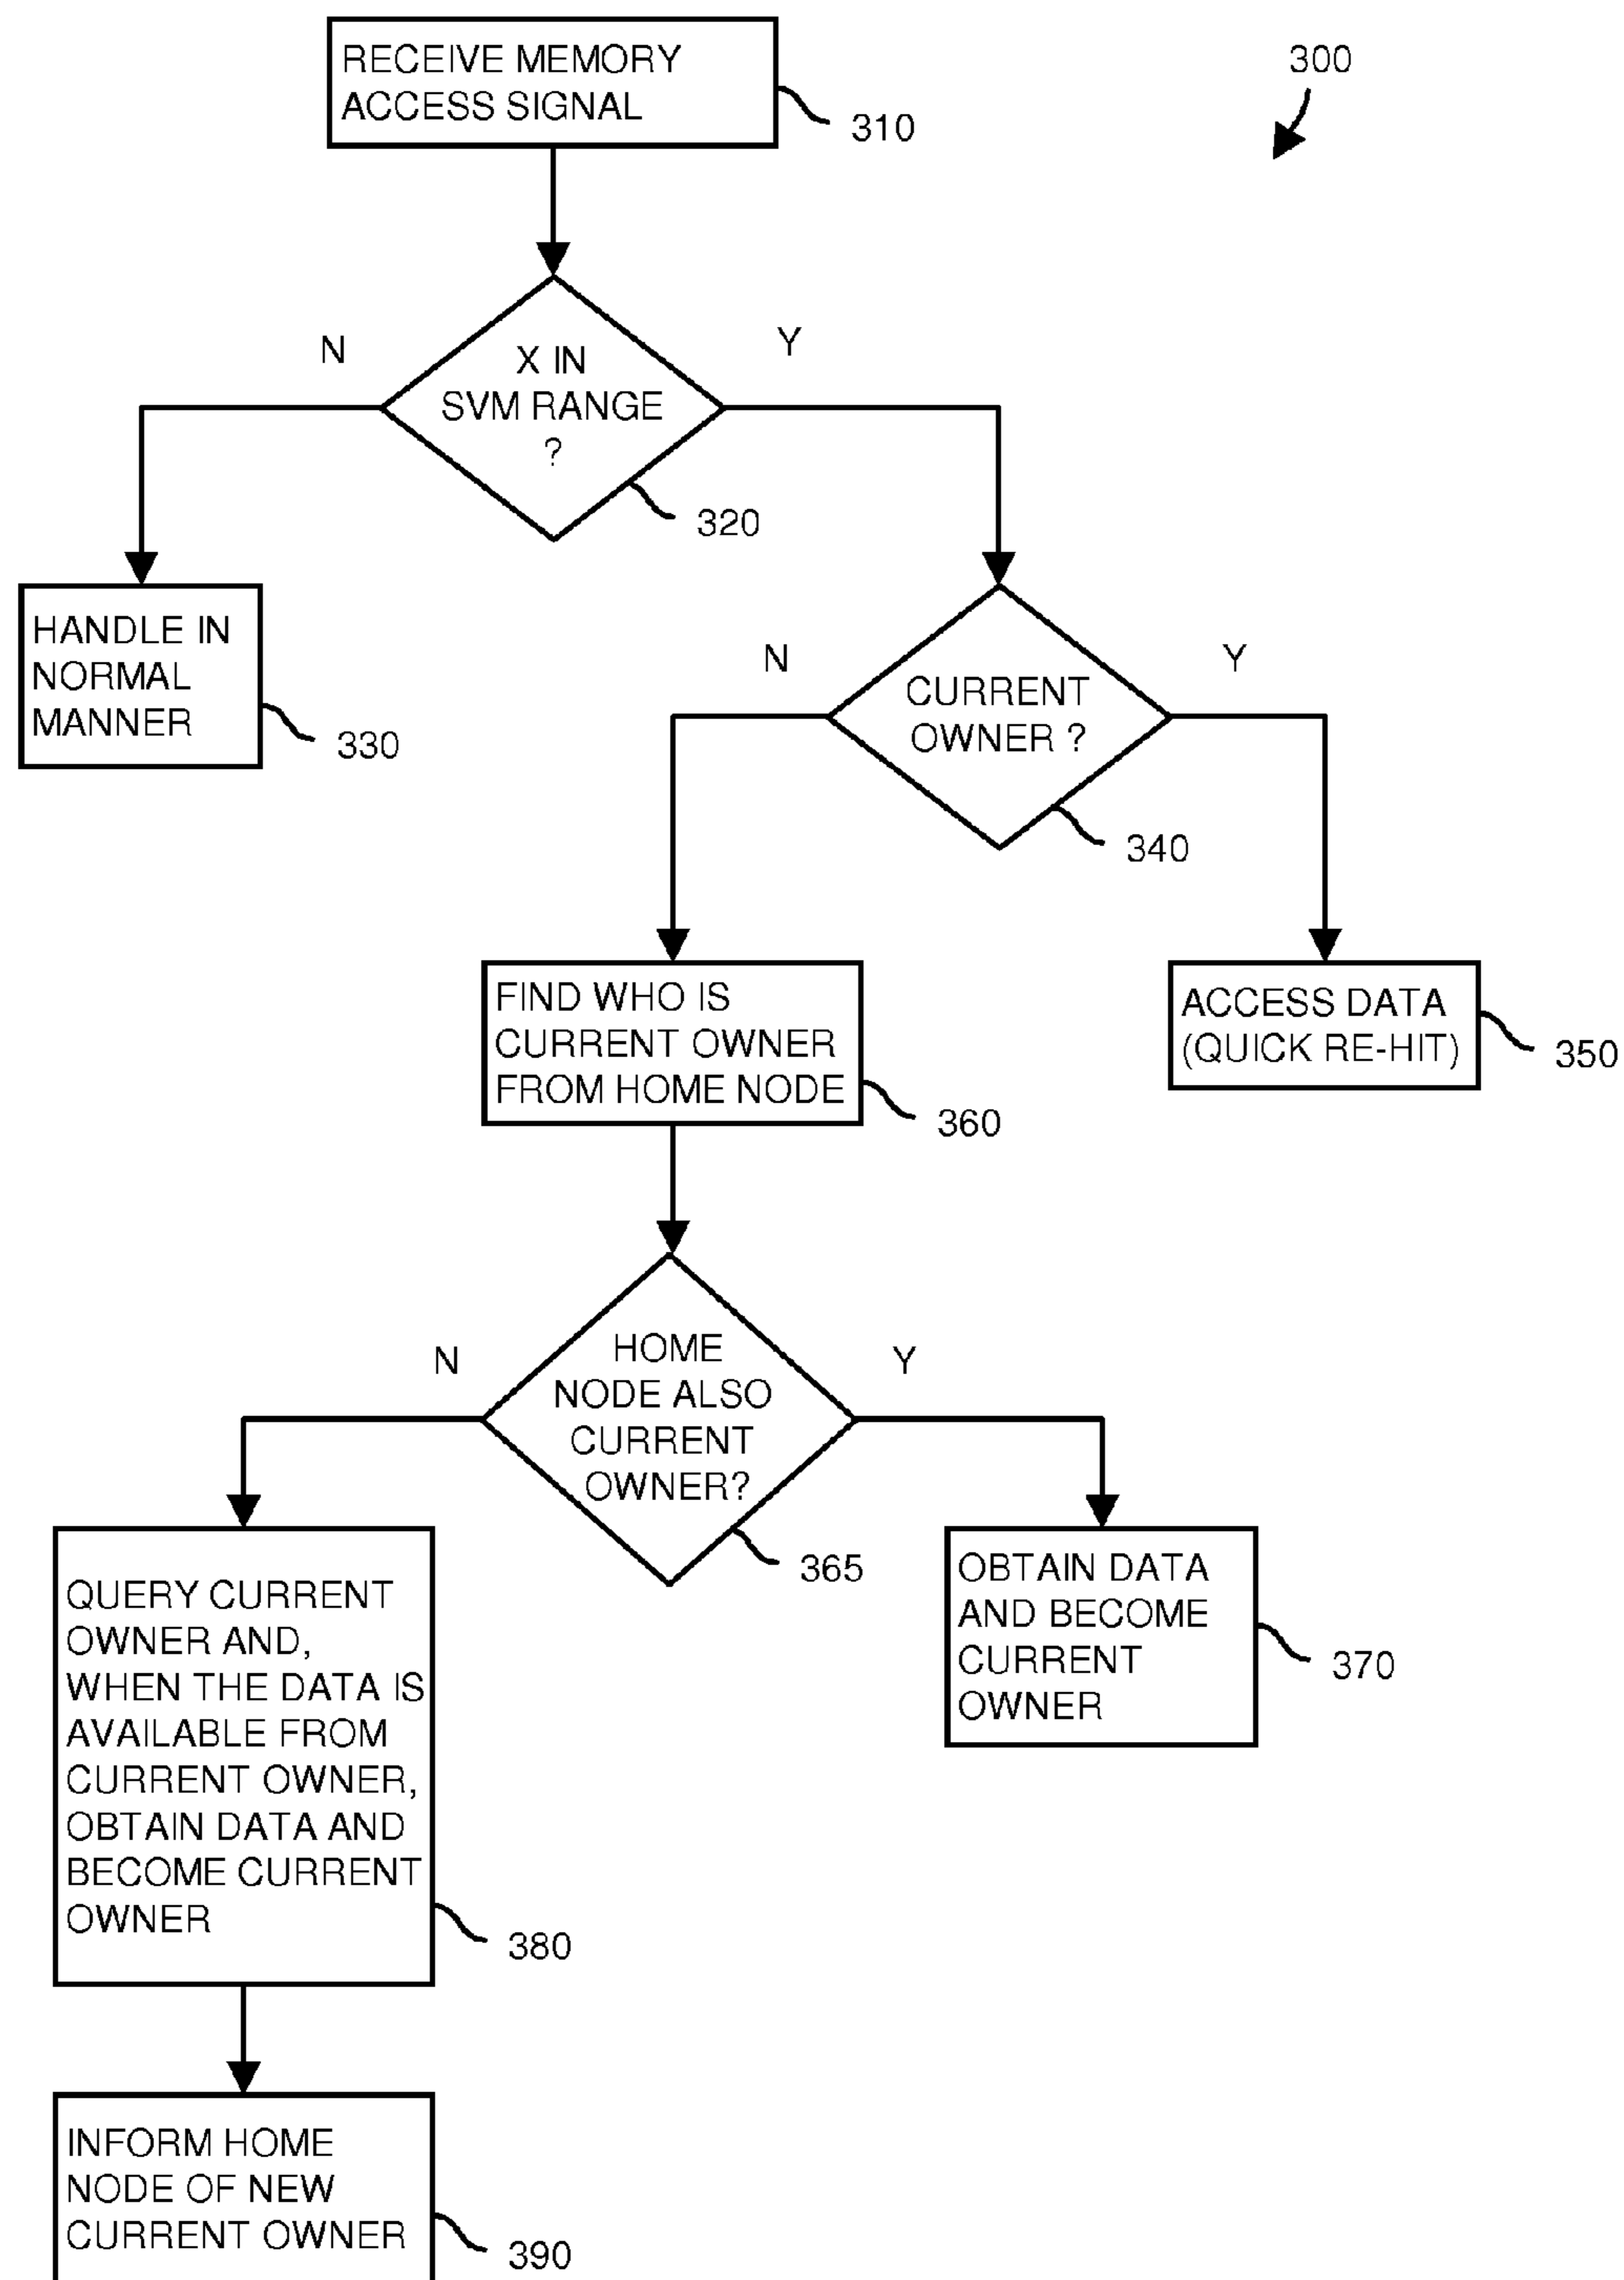 RECEIVE MEMORY
ACCESS SIGNAL
310
300
X IN
SVM RANGE
?
N
Y
320
HANDLE IN
NORMAL
MANNER
330
CURRENT
OWNER ?
N
Y
340
FIND WHO IS
CURRENT OWNER
FROM HOME NODE
360
ACCESS DATA
(QUICK RE-HIT)
350
HOME
NODE ALSO
CURRENT
OWNER?
N
Y
365
QUERY CURRENT
OWNER AND,
WHEN THE DATA IS
AVAILABLE FROM
CURRENT OWNER,
OBTAIN DATA AND
BECOME CURRENT
OWNER
380
OBTAIN DATA
AND BECOME
CURRENT
OWNER
370
INFORM HOME
NODE OF NEW
CURRENT OWNER
390